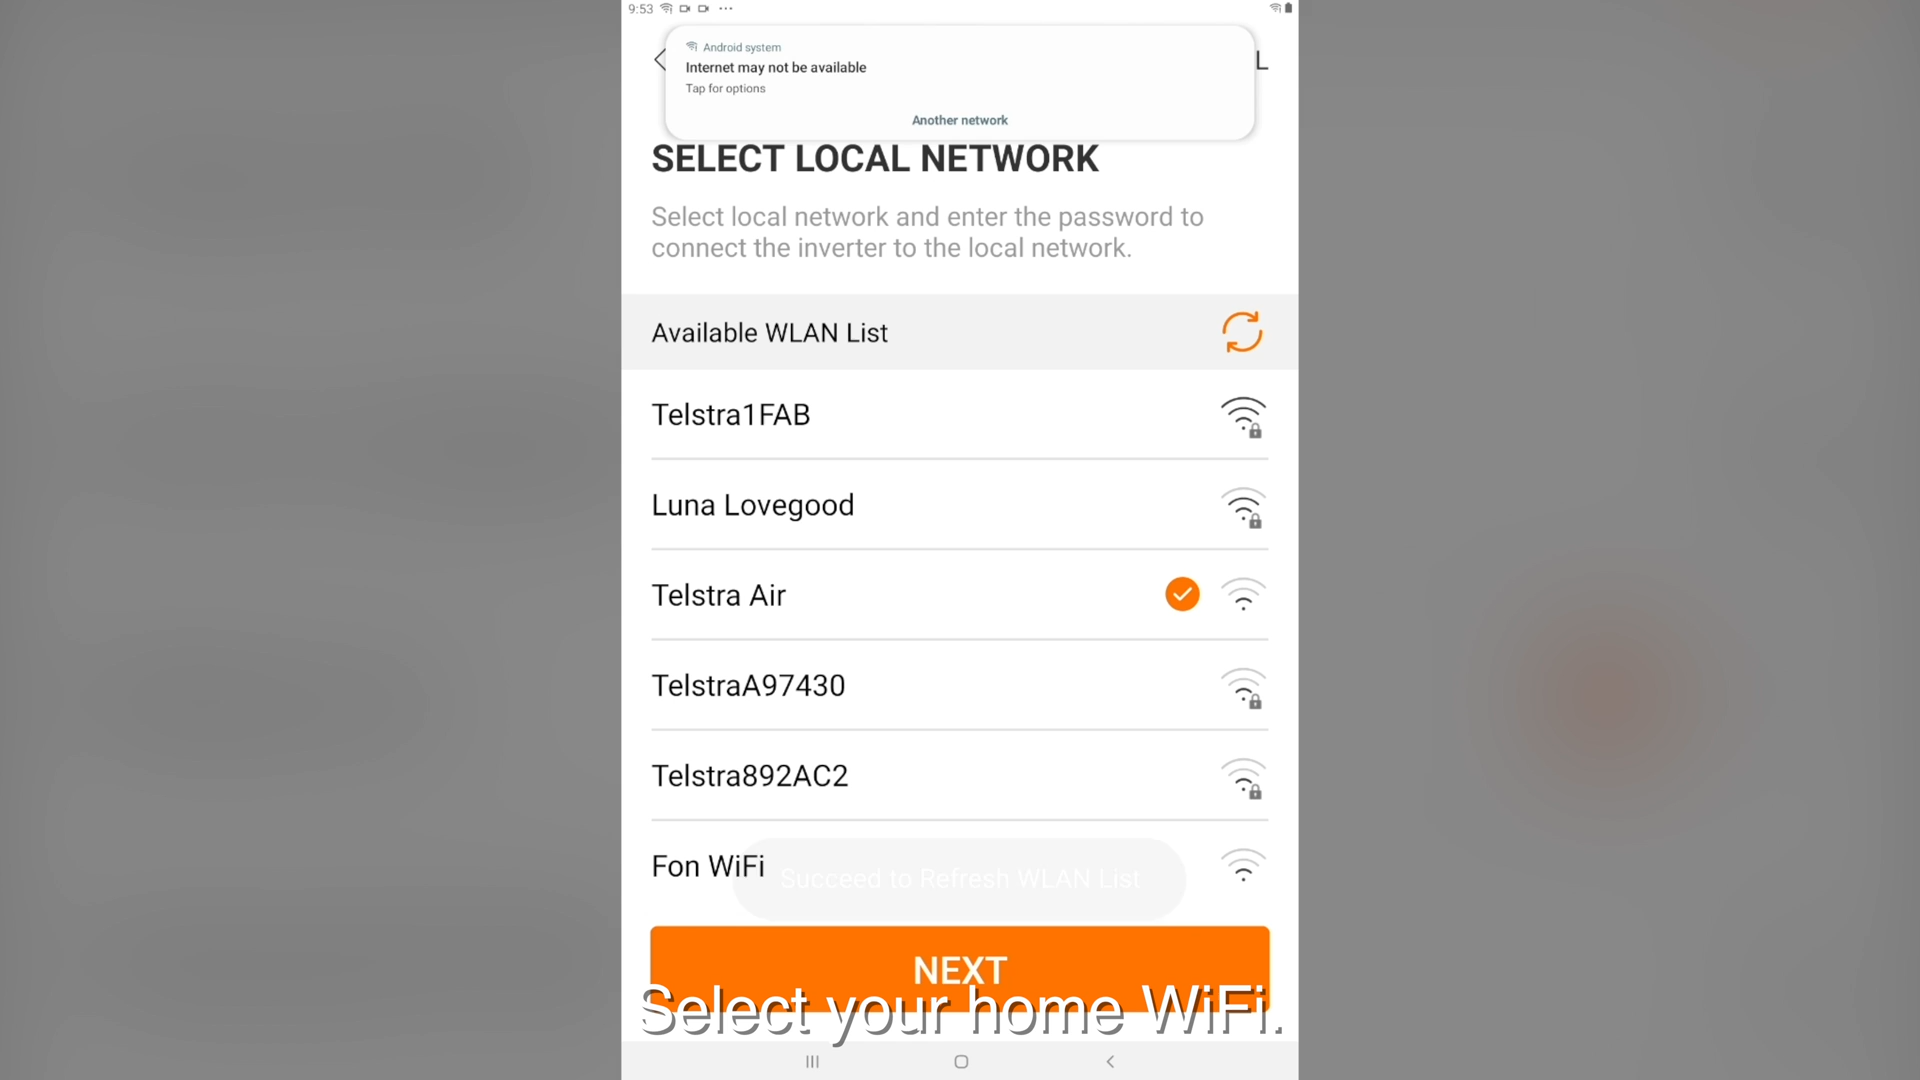 9:53
L
Android system
Internet may not be available
Tap for options
Another network
SELECT LOCAL NETWORK
Select local network and enter the password to
connect the inverter to the local network.
Available WLAN List
Telstra1FAB
Luna Lovegood
Telstra Air
TelstraA97430
Telstra892AC2
Fon WiFi
Succeed to Refresh WLAN List
NEXT
Select your home WiFi.